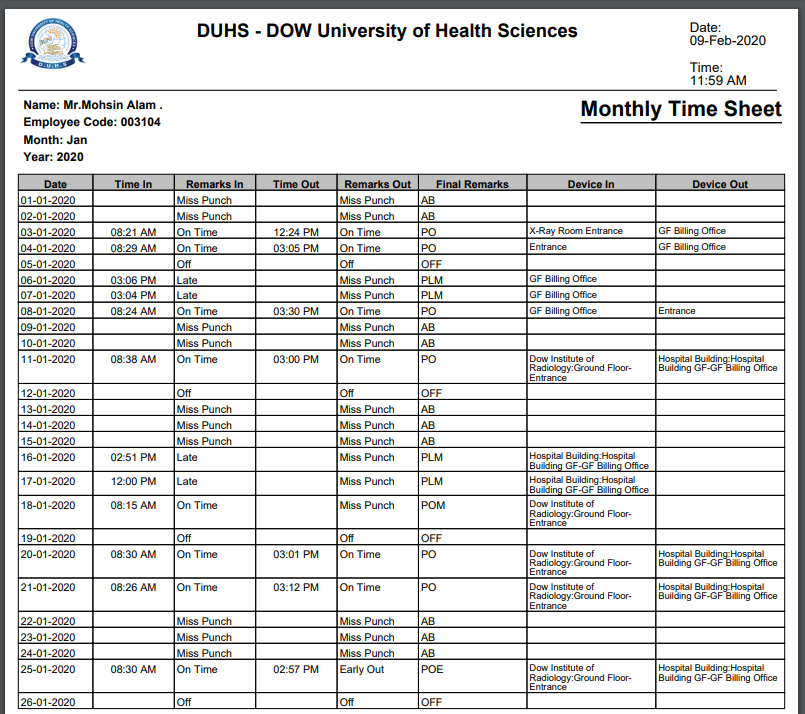 DUHS - DOW University of Health Sciences
Date:
09-Feb-2020
Time:
11:59 AM
D.U.H.S
Name: Mr.Mohsin Alam .
Employee Code: 003104
Month: Jan
Year: 2020
Monthly Time Sheet
Date Time In Remarks In Time Out Remarks Out Final Remarks Device In Device Out
01-01-2020 Miss Punch Miss Punch AB
02-01-2020 Miss Punch Miss Punch AB
03-01-2020 08:21 AM On Time 12:24 PM On Time PO X-Ray Room Entrance GF Billing Office
04-01-2020 08:29 AM On Time 03:05 PM On Time PO Entrance GF Billing Office
05-01-2020 Off Off OFF
06-01-2020 03:06 PM Late Miss Punch PLM GF Billing Office
07-01-2020 03:04 PM Late Miss Punch PLM GF Billing Office
08-01-2020 08:24 AM On Time 03:30 PM On Time PO GF Billing Office Entrance
09-01-2020 Miss Punch Miss Punch AB
10-01-2020 Miss Punch Miss Punch AB
11-01-2020 08:38 AM On Time 03:00 PM On Time PO Dow Institute of Hospital Building:Hospital
Radiology:Ground Floor- Building GF-GF Billing Office
Entrance
12-01-2020 Off Off OFF
13-01-2020 Miss Punch Miss Punch AB
14-01-2020 Miss Punch Miss Punch AB
15-01-2020 Miss Punch Miss Punch AB
16-01-2020 02:51 PM Late Miss Punch PLM Hospital Building:Hospital
Building GF-GF Billing Office
17-01-2020 12:00 PM Late Miss Punch PLM Hospital Building:Hospital
Building GF-GF Billing Office
18-01-2020 08:15 AM On Time Miss Punch POM Dow Institute of
Radiology:Ground Floor-
Entrance
19-01-2020 Off Off OFF
20-01-2020 08:30 AM On Time 03:01 PM On Time PO Dow Institute of Hospital Building:Hospital
Radiology:Ground Floor- Building GF-GF Billing Office
Entrance
21-01-2020 08:26 AM On Time 03:12 PM On Time PO Dow Institute of Hospital Building:Hospital
Radiology:Ground Floor- Building GF-GF Billing Office
Entrance
22-01-2020 Miss Punch Miss Punch AB
23-01-2020 Miss Punch Miss Punch AB
24-01-2020 Miss Punch Miss Punch AB
25-01-2020 08:30 AM On Time 02:57 PM Early Out POE Dow Institute of Hospital Building:Hospital
Radiology:Ground Floor- Building GF-GF Billing Office
Entrance
26-01-2020 Off Off OFF